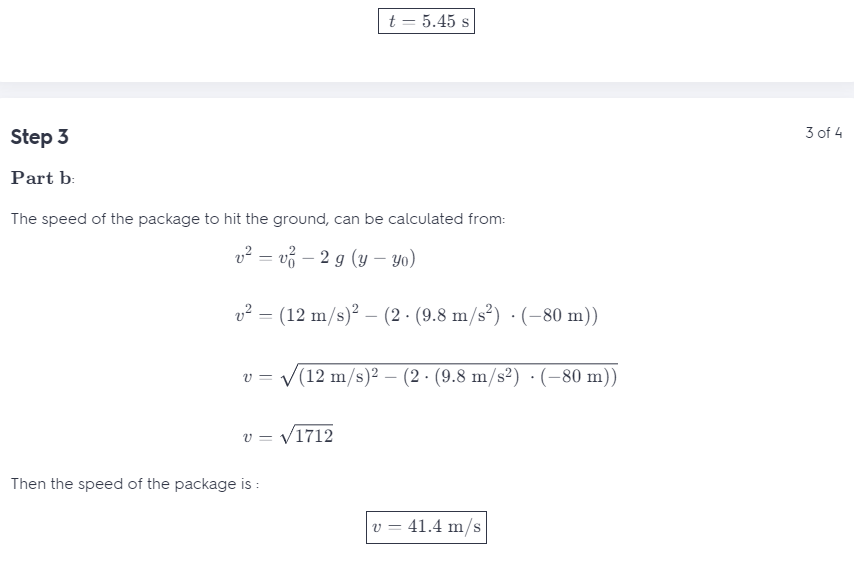 t = 5.45 s
Step 3
3 of 4
Part b:
The speed of the package to hit the ground, can be calculated from:
v² = v₀² − 2 g (y − y₀)
v² = (12 m/s)² − (2 · (9.8 m/s²) · (−80 m))
v = √((12 m/s)² − (2 · (9.8 m/s²) · (−80 m)))
v = √1712
Then the speed of the package is :
v = 41.4 m/s